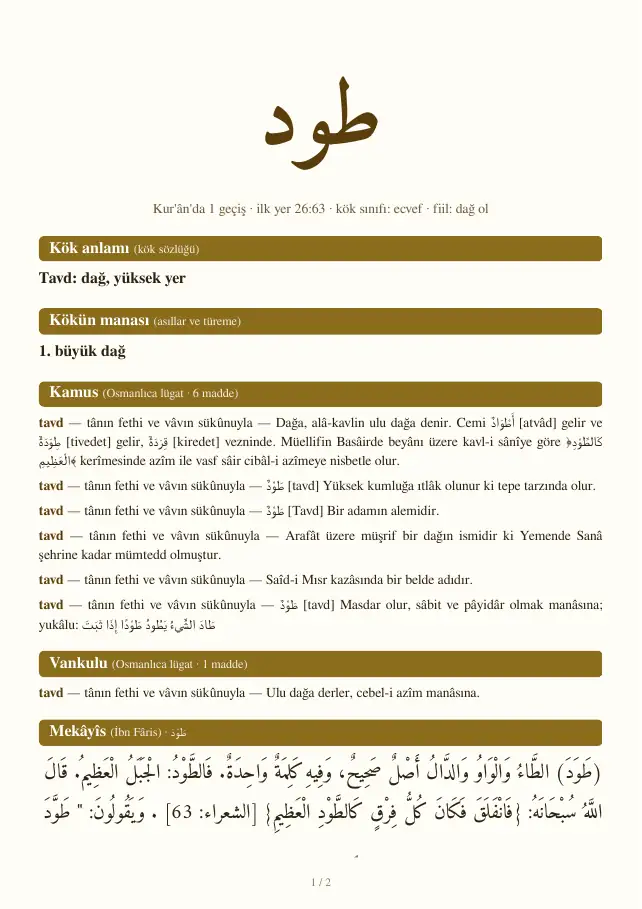 طود
Kur'ân'da 1 geçiş · ilk yer 26:63 · kök sınıfı: ecvef · fiil: dağ ol
Kök anlamı (kök sözlüğü)
Tavd: dağ, yüksek yer
Kökün manası (asıllar ve türeme)
1. büyük dağ
Kamus (Osmanlıca lügat · 6 madde)
tavd — tânın fethi ve vâvın sükûnuyla — Dağa, alâ-kavlin ulu dağa denir. Cemi أَطْوَادٌ [atvâd] gelir ve
طِوَدَةٌ [tivedet] gelir, قِرَدَةٌ [kiredet] vezninde. Müellifin Basâirde beyânı üzere kavl-i sânîye göre ﴿كَالطَّوْدِ
الْعَظِيمِ﴾ kerîmesinde azîm ile vasf sâir cibâl-i azîmeye nisbetle olur.
tavd — tânın fethi ve vâvın sükûnuyla — طَوْدٌ [tavd] Yüksek kumluğa ıtlâk olunur ki tepe tarzında olur.
tavd — tânın fethi ve vâvın sükûnuyla — طَوْدٌ [Tavd] Bir adamın alemidir.
tavd — tânın fethi ve vâvın sükûnuyla — Arafât üzere müşrif bir dağın ismidir ki Yemende Sanâ
şehrine kadar mümtedd olmuştur.
tavd — tânın fethi ve vâvın sükûnuyla — Saîd-i Mısr kazâsında bir belde adıdır.
tavd — tânın fethi ve vâvın sükûnuyla — طَوْدٌ [tavd] Masdar olur, sâbit ve pâyidâr olmak manâsına;
yukâlu: طَادَ الشَّيْءُ يَطُودُ طَوْدًا إِذَا ثَبَتَ
Vankulu (Osmanlıca lügat · 1 madde)
tavd — tânın fethi ve vâvın sükûnuyla — Ulu dağa derler, cebel-i azîm manâsına.
Mekâyîs (İbn Fâris) · طَوَدَ
(طَوَدَ) الطَّاءُ وَالْوَاوُ وَالدَّالُ أَصْلٌ صَحِيحٌ، وَفِيهِ كَلِمَةٌ وَاحِدَةٌ. فَالطَّوْدُ: الْجَبَلُ الْعَظِيمُ. قَالَ
اللَّهُ سُبْحَانَهُ: {فَانْفَلَقَ فَكَانَ كُلُّ فِرْقٍ كَالطَّوْدِ الْعَظِيمِ} [الشعراء: 63] . وَيَقُولُونَ: " طَوَّدَ
1 / 2